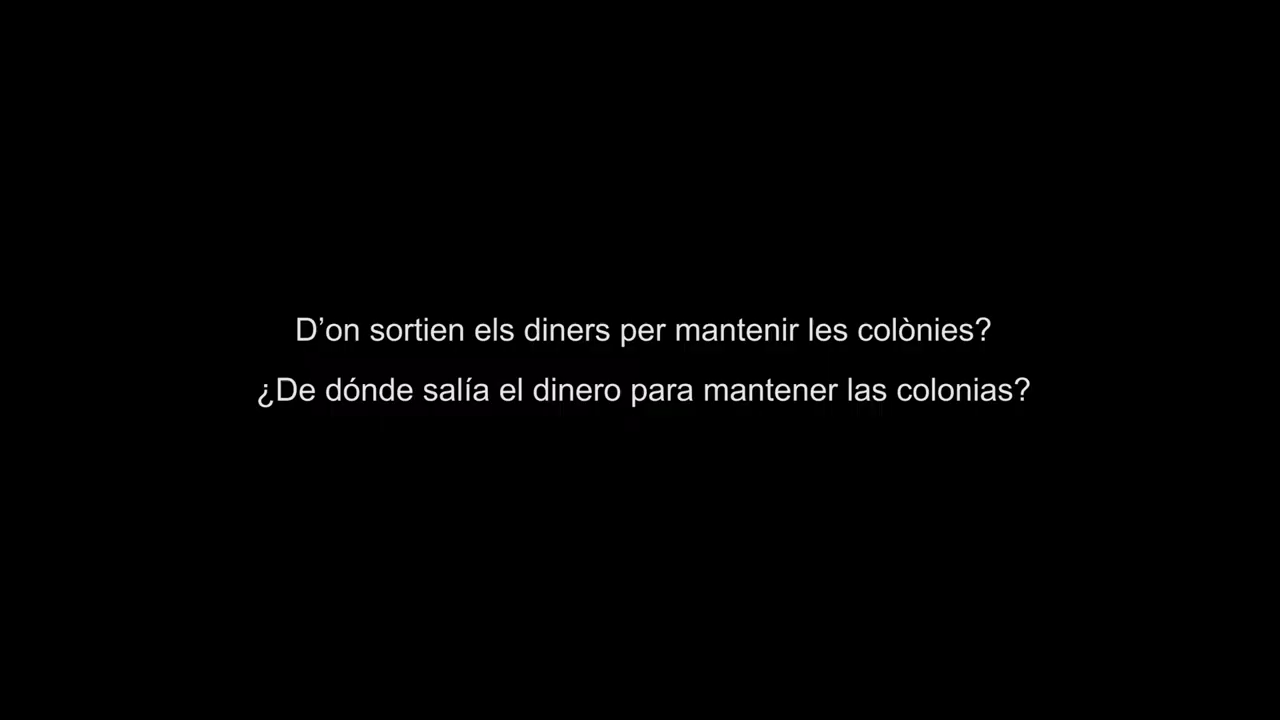 D’on sortien els diners per mantenir les colònies?
¿De dónde salía el dinero para mantener las colonias?